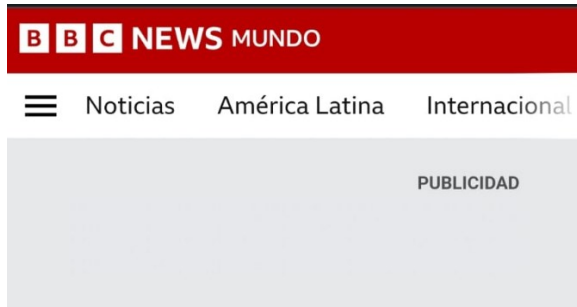 BBC NEWS MUNDO
Noticias América Latina Internacional
PUBLICIDAD